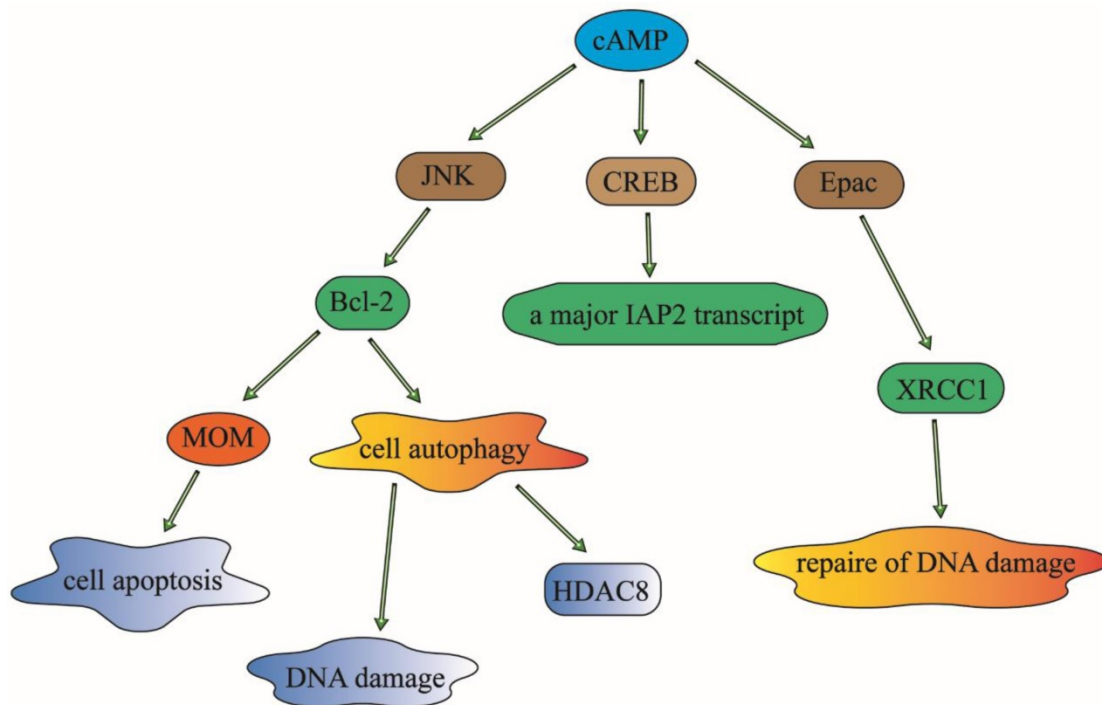 cAMP
JNK
CREB
Epac
Bcl-2
a major IAP2 transcript
XRCC1
MOM
cell autophagy
cell apoptosis
HDAC8
repaire of DNA damage
DNA damage